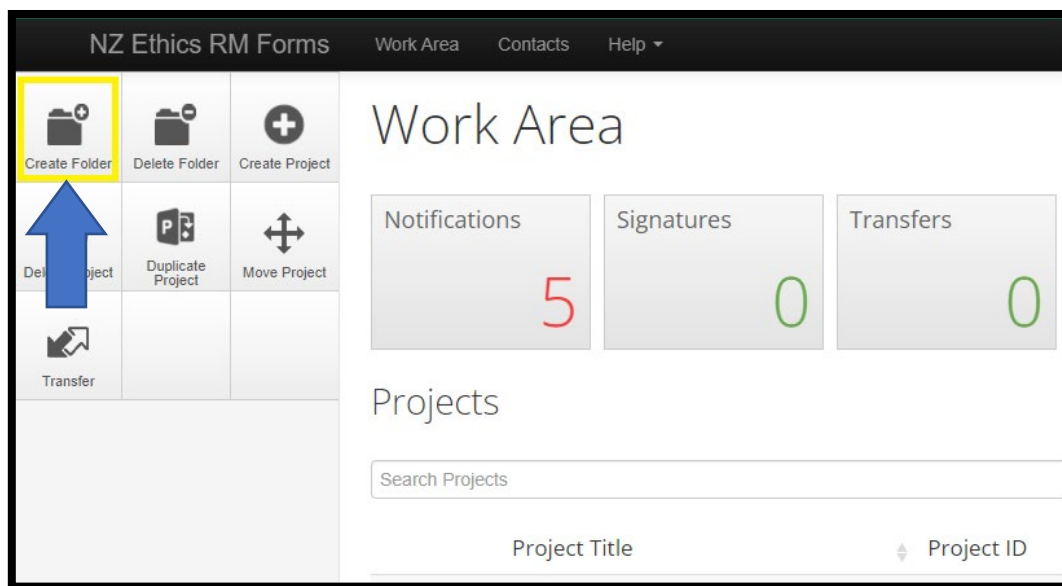 NZ Ethics RM Forms Work Area Contacts Help
Create Folder Delete Folder Create Project
Duplicate
Project
Move Project
Transfer
Work Area
Notifications Signatures Transfers
5 0 0
Projects
Search Projects
Project Title Project ID